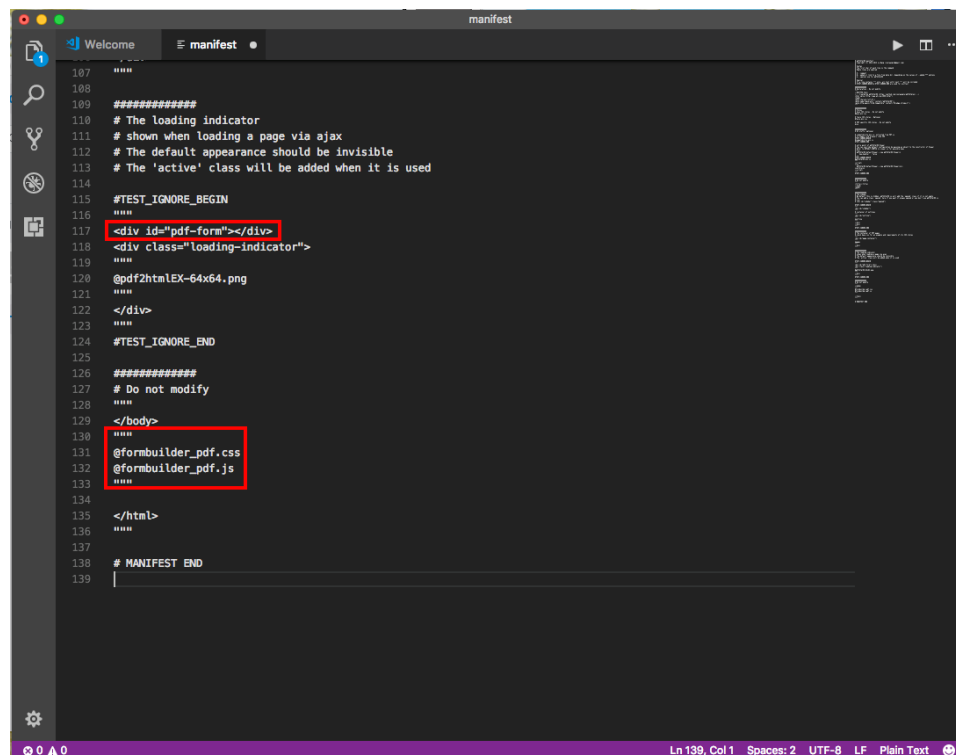 manifest
1
Welcome
manifest
107 """
108
109 #############
110 # The loading indicator
111 # shown when loading a page via ajax
112 # The default appearance should be invisible
113 # The 'active' class will be added when it is used
114
115 #TEST_IGNORE_BEGIN
116 """
117 <div id="pdf-form"></div>
118 <div class="loading-indicator">
119 """
120 @pdf2htmlEX-64x64.png
121 """
122 </div>
123 """
124 #TEST_IGNORE_END
125
126 #############
127 # Do not modify
128 """
129 </body>
130 """
131 @formbuilder_pdf.css
132 @formbuilder_pdf.js
133 """
134
135 </html>
136 """
137
138 # MANIFEST END
139
0 0 Ln 139, Col 1 Spaces: 2 UTF-8 LF Plain Text